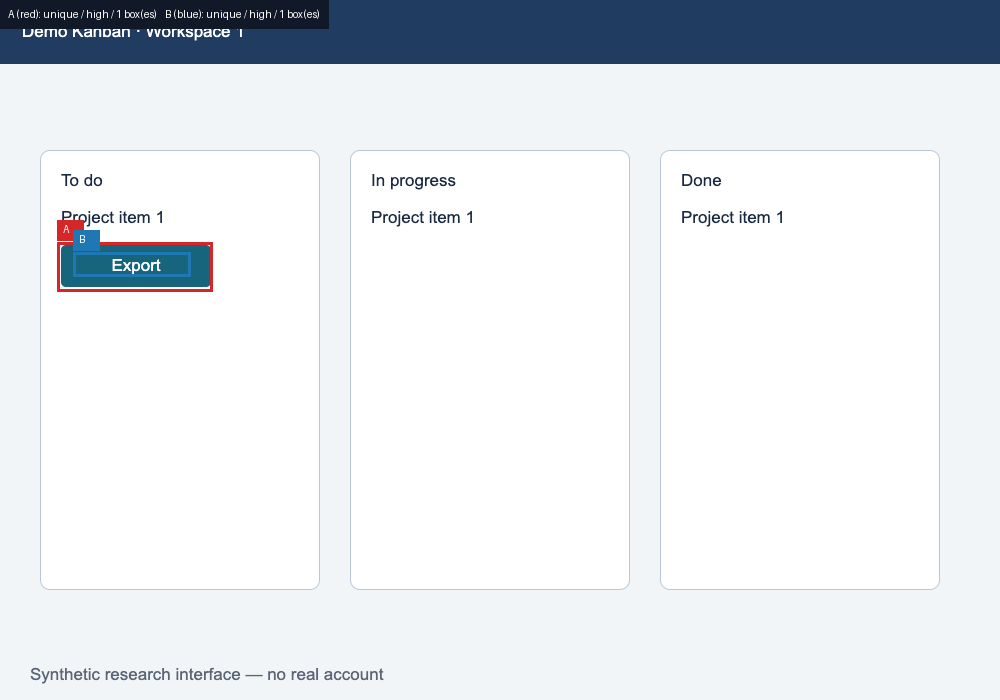 A (red): unique / high / 1 box(es) B (blue): unique / high / 1 box(es)
Demo Kanban · Workspace 1
To do
Project item 1
A
B
Export
In progress
Project item 1
Done
Project item 1
Synthetic research interface — no real account